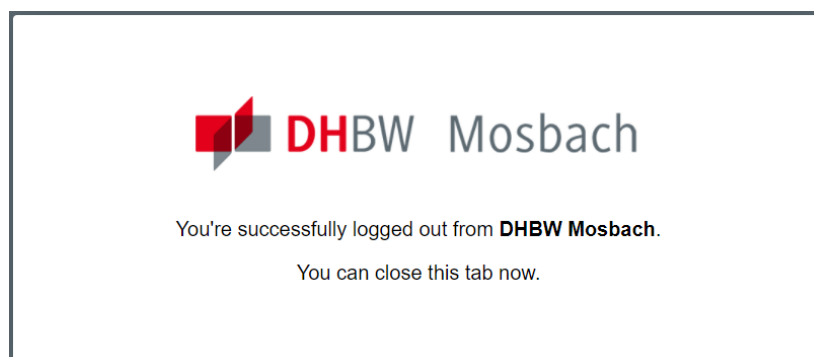 DHBW Mosbach
You're successfully logged out from DHBW Mosbach.
You can close this tab now.